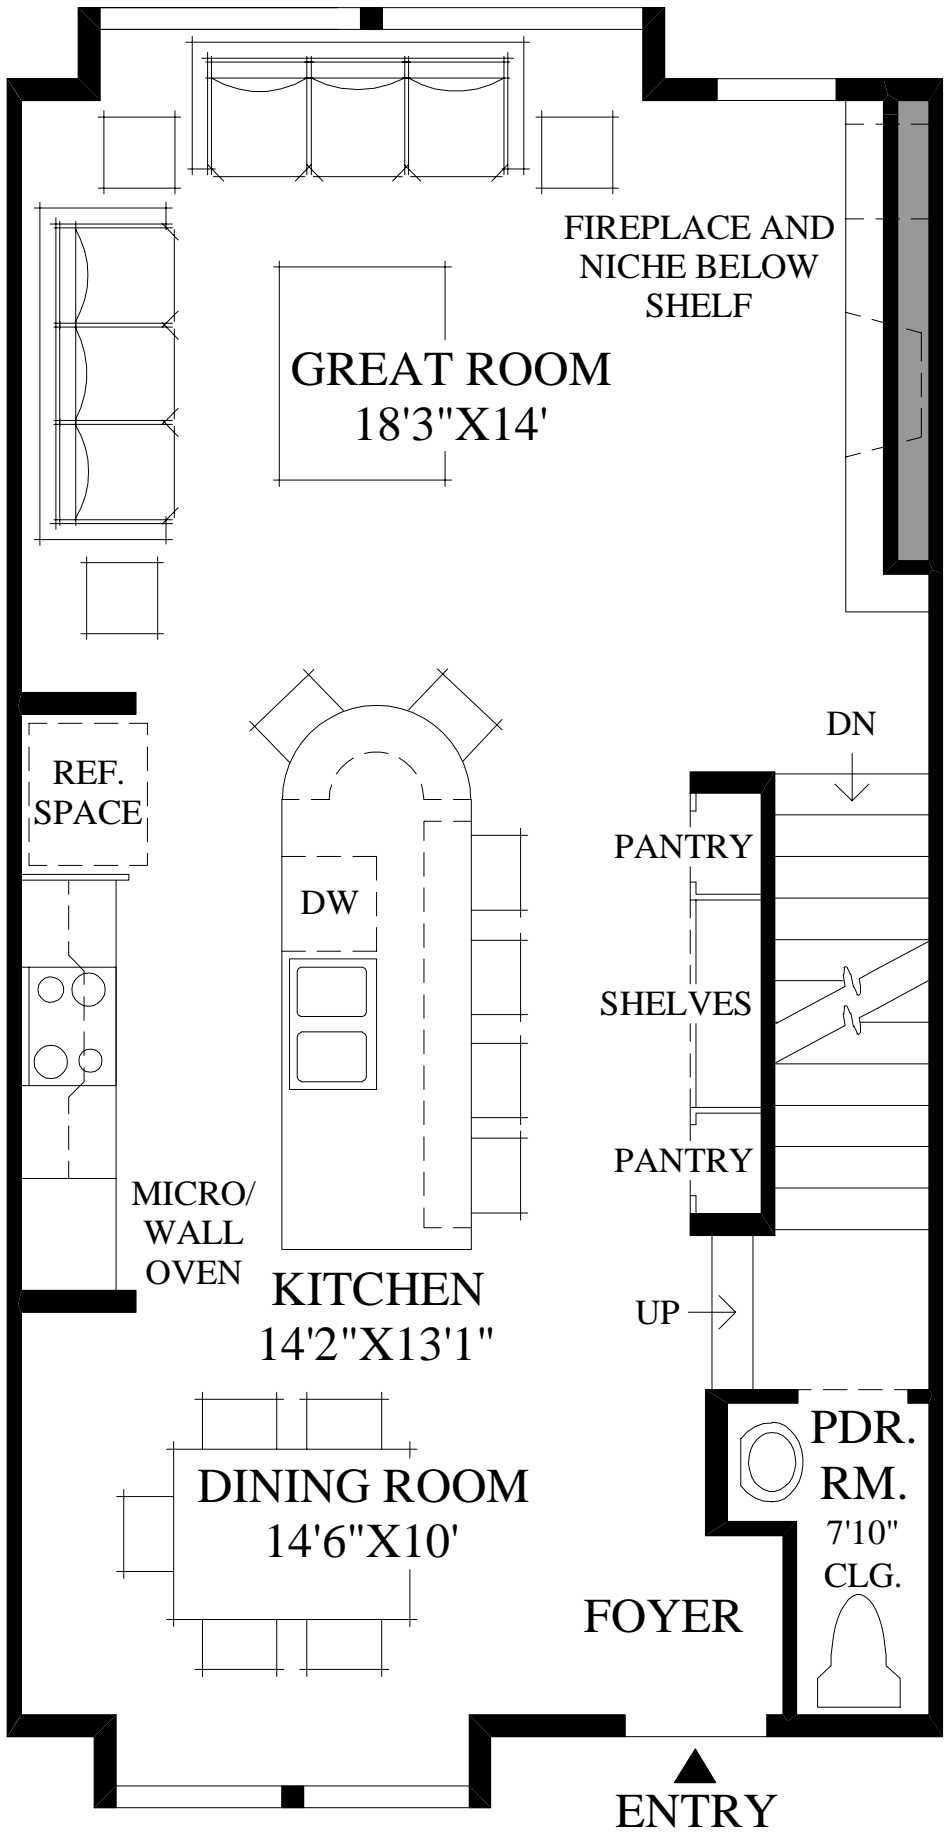 FIREPLACE AND
NICHE BELOW
SHELF
GREAT ROOM
18'3"X14'
DN
REF.
SPACE
PANTRY
DW
SHELVES
PANTRY
MICRO/
WALL
OVEN
KITCHEN
14'2"X13'1"
UP
PDR.
RM.
7'10"
CLG.
DINING ROOM
14'6"X10'
FOYER
ENTRY